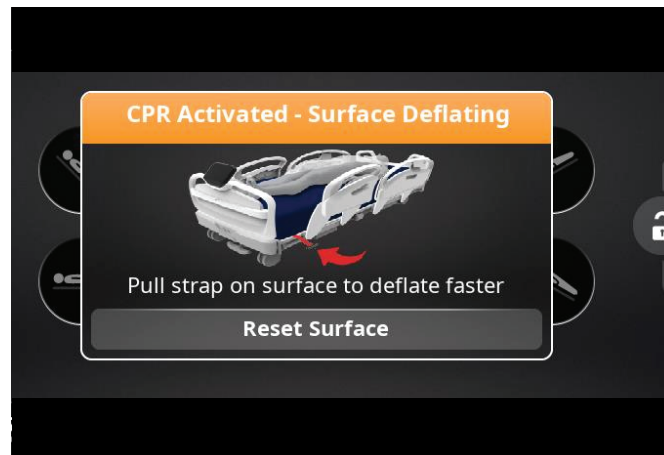 CPR Activated - Surface Deflating
Pull strap on surface to deflate faster
Reset Surface